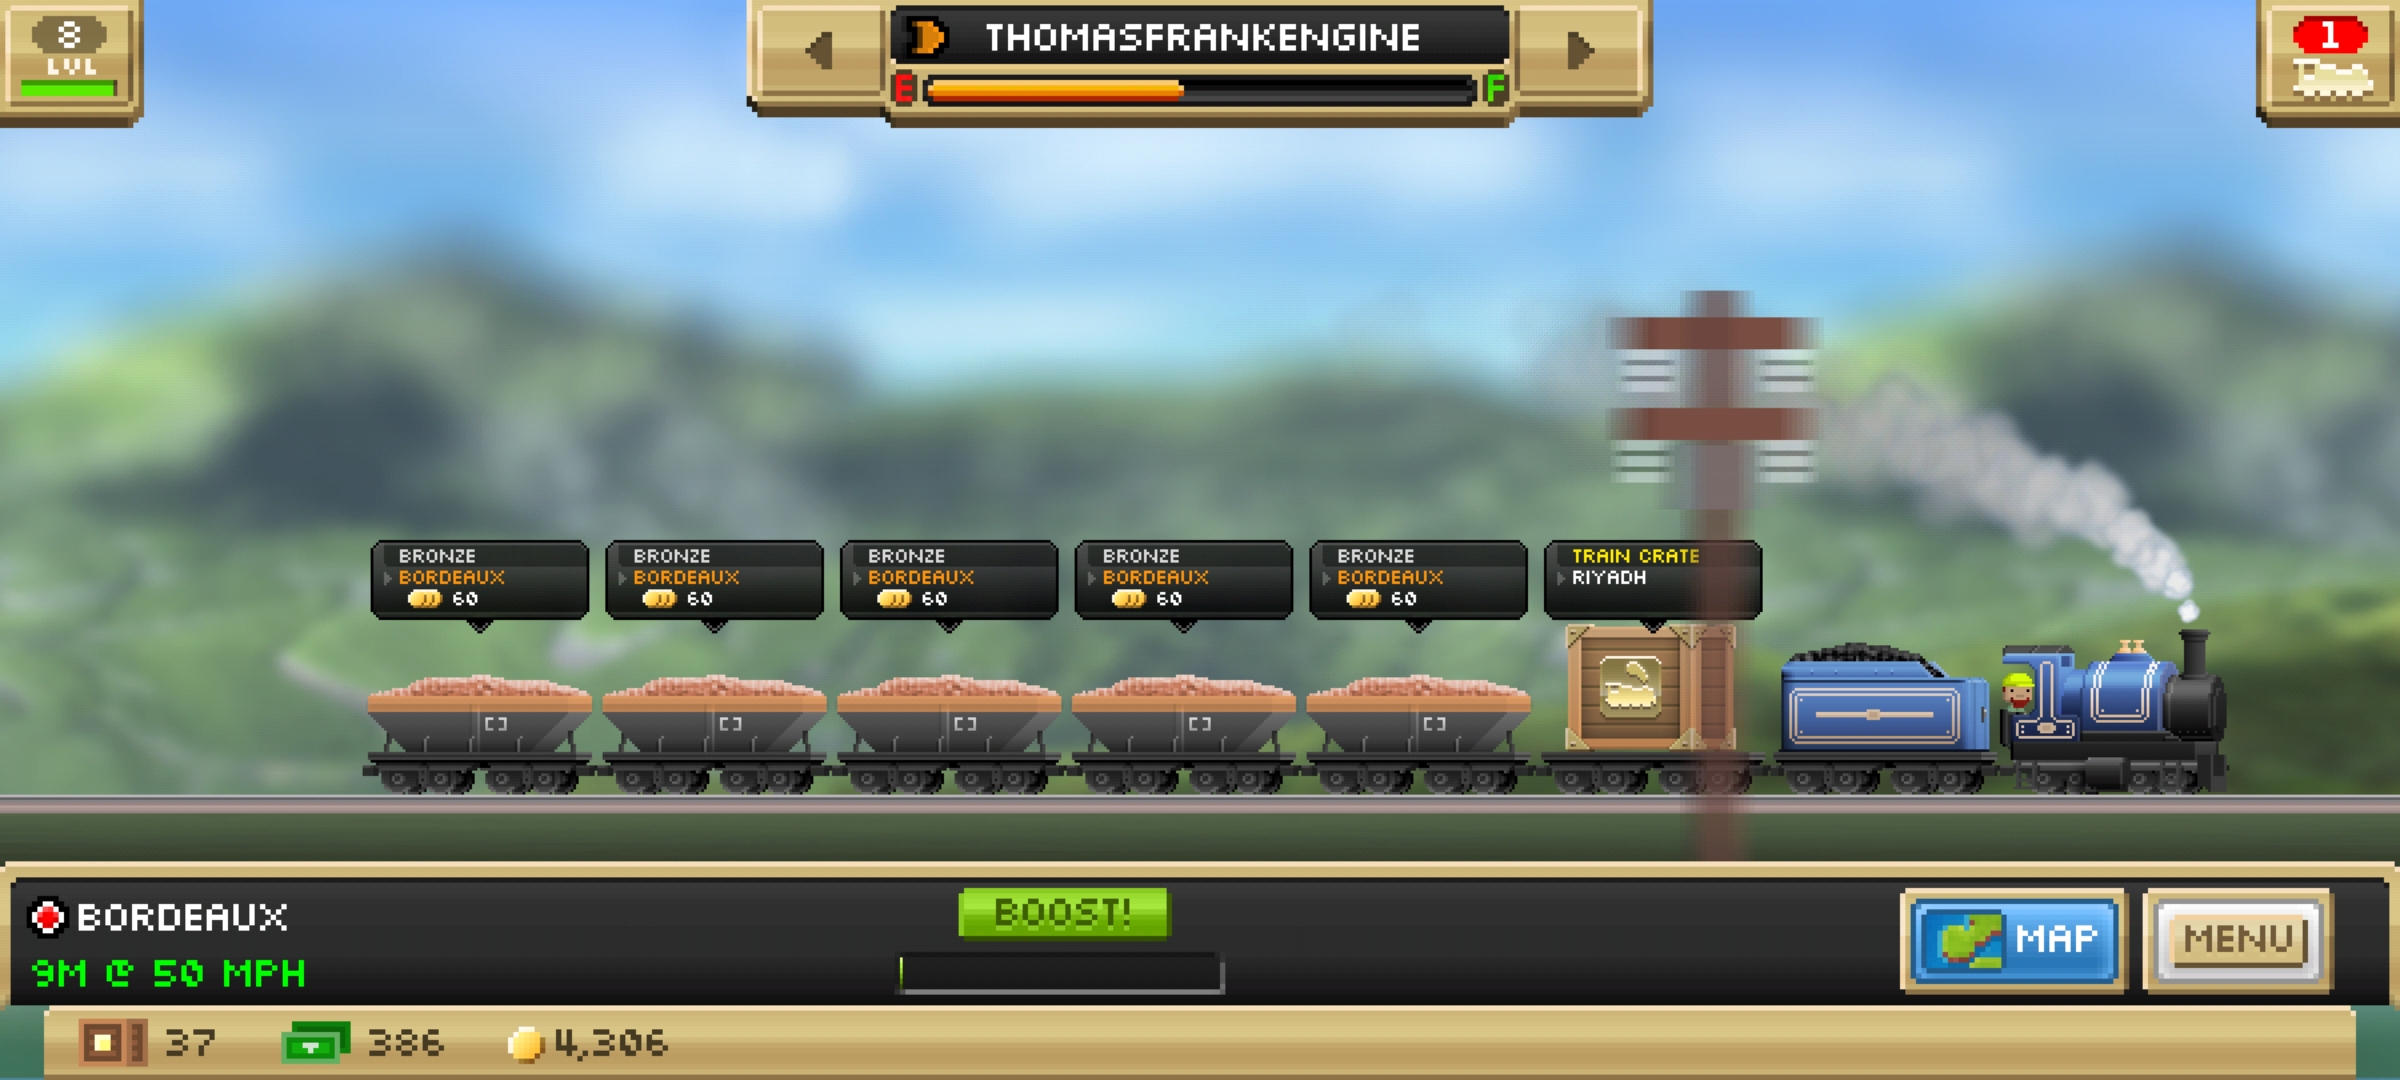 8
LVL
THOMASFRANKENGINE
E
F
1
BRONZE
BORDEAUX
60
BRONZE
BORDEAUX
60
BRONZE
BORDEAUX
60
BRONZE
BORDEAUX
60
BRONZE
BORDEAUX
60
TRAIN CRATE
RIYADH
BORDEAUX
9M @ 50 MPH
BOOST!
MAP
MENU
37
386
4,306